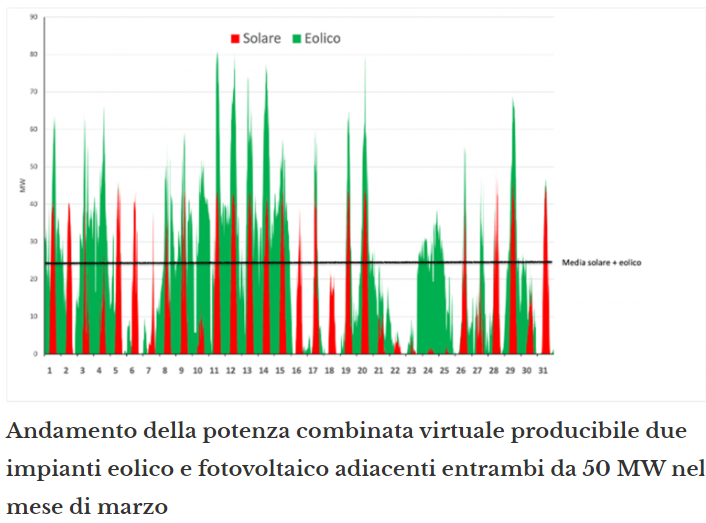 90
Solare Eolico
80
70
60
50
MW
40
30
Media solare + eolico
20
10
0
1 2 3 4 5 6 7 8 9 10 11 12 13 14 15 16 17 18 19 20 21 22 23 24 25 26 27 28 29 30 31
Andamento della potenza combinata virtuale producibile due
impianti eolico e fotovoltaico adiacenti entrambi da 50 MW nel
mese di marzo